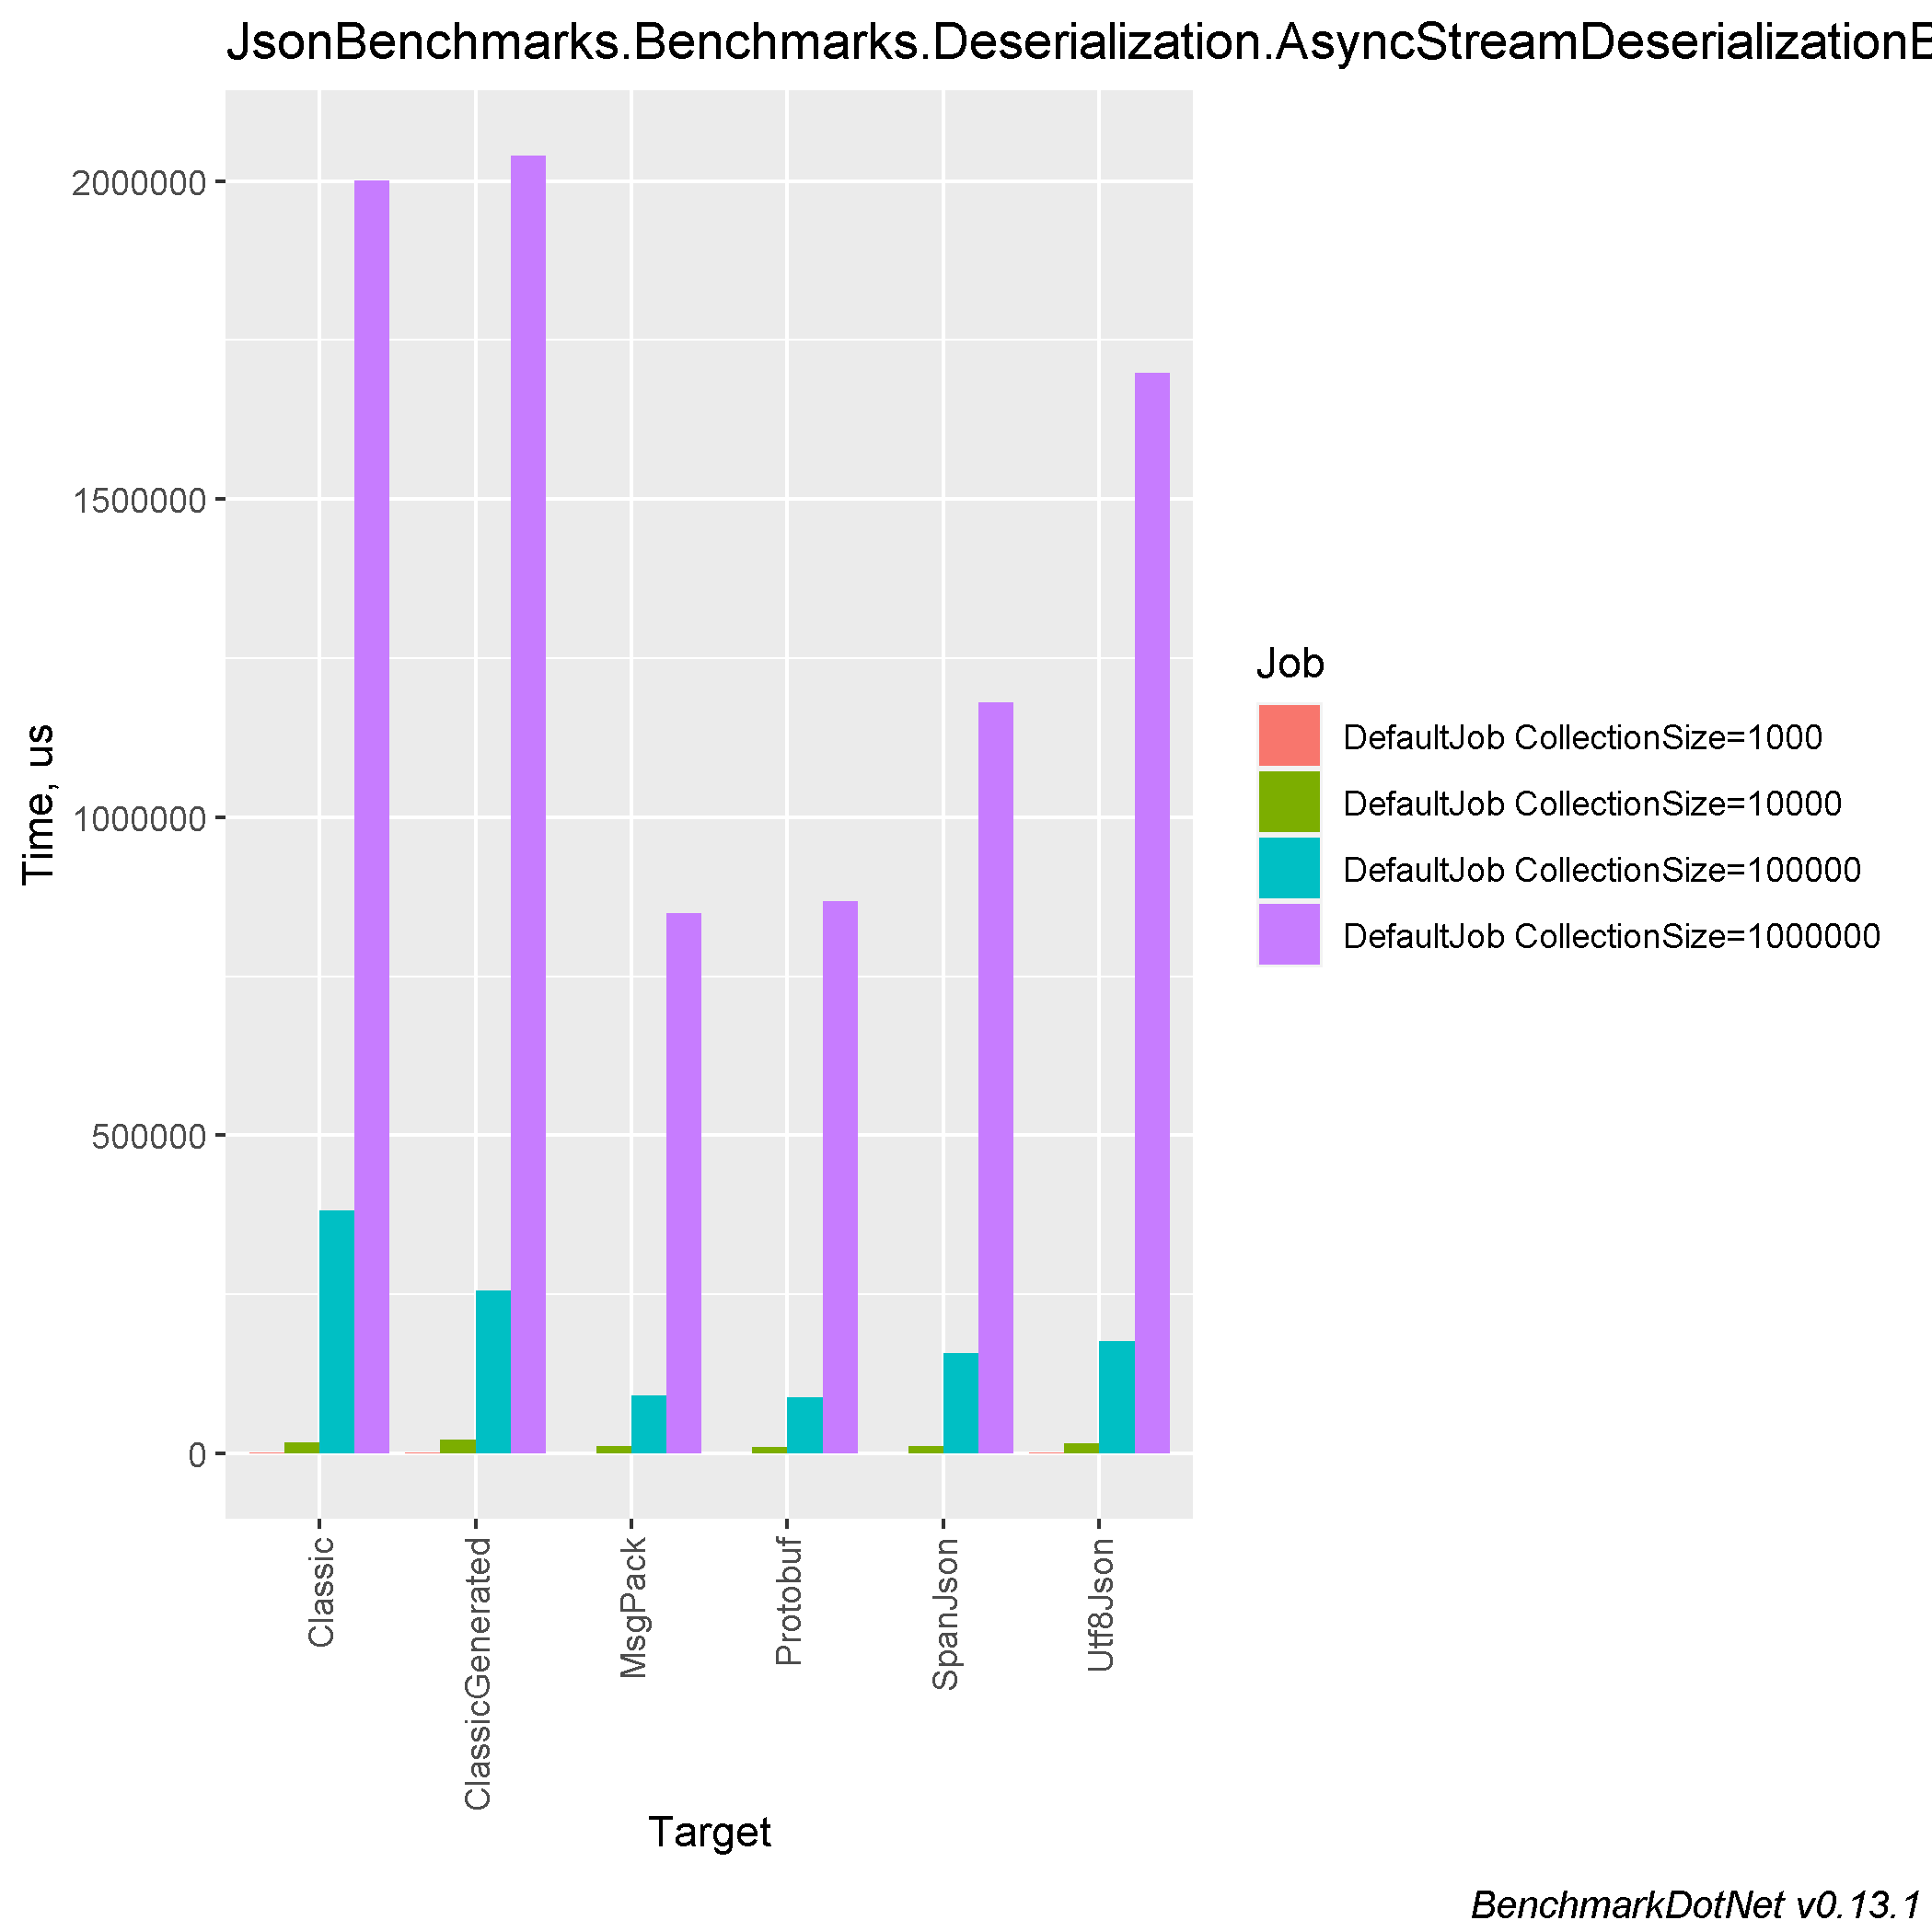 JsonBenchmarks.Benchmarks.Deserialization.AsyncStreamDeserializationB
Time, us
2000000
1500000
1000000
500000
0
Classic
ClassicGenerated
MsgPack
Protobuf
SpanJson
Utf8Json
Target
Job
DefaultJob CollectionSize=1000
DefaultJob CollectionSize=10000
DefaultJob CollectionSize=100000
DefaultJob CollectionSize=1000000
BenchmarkDotNet v0.13.1